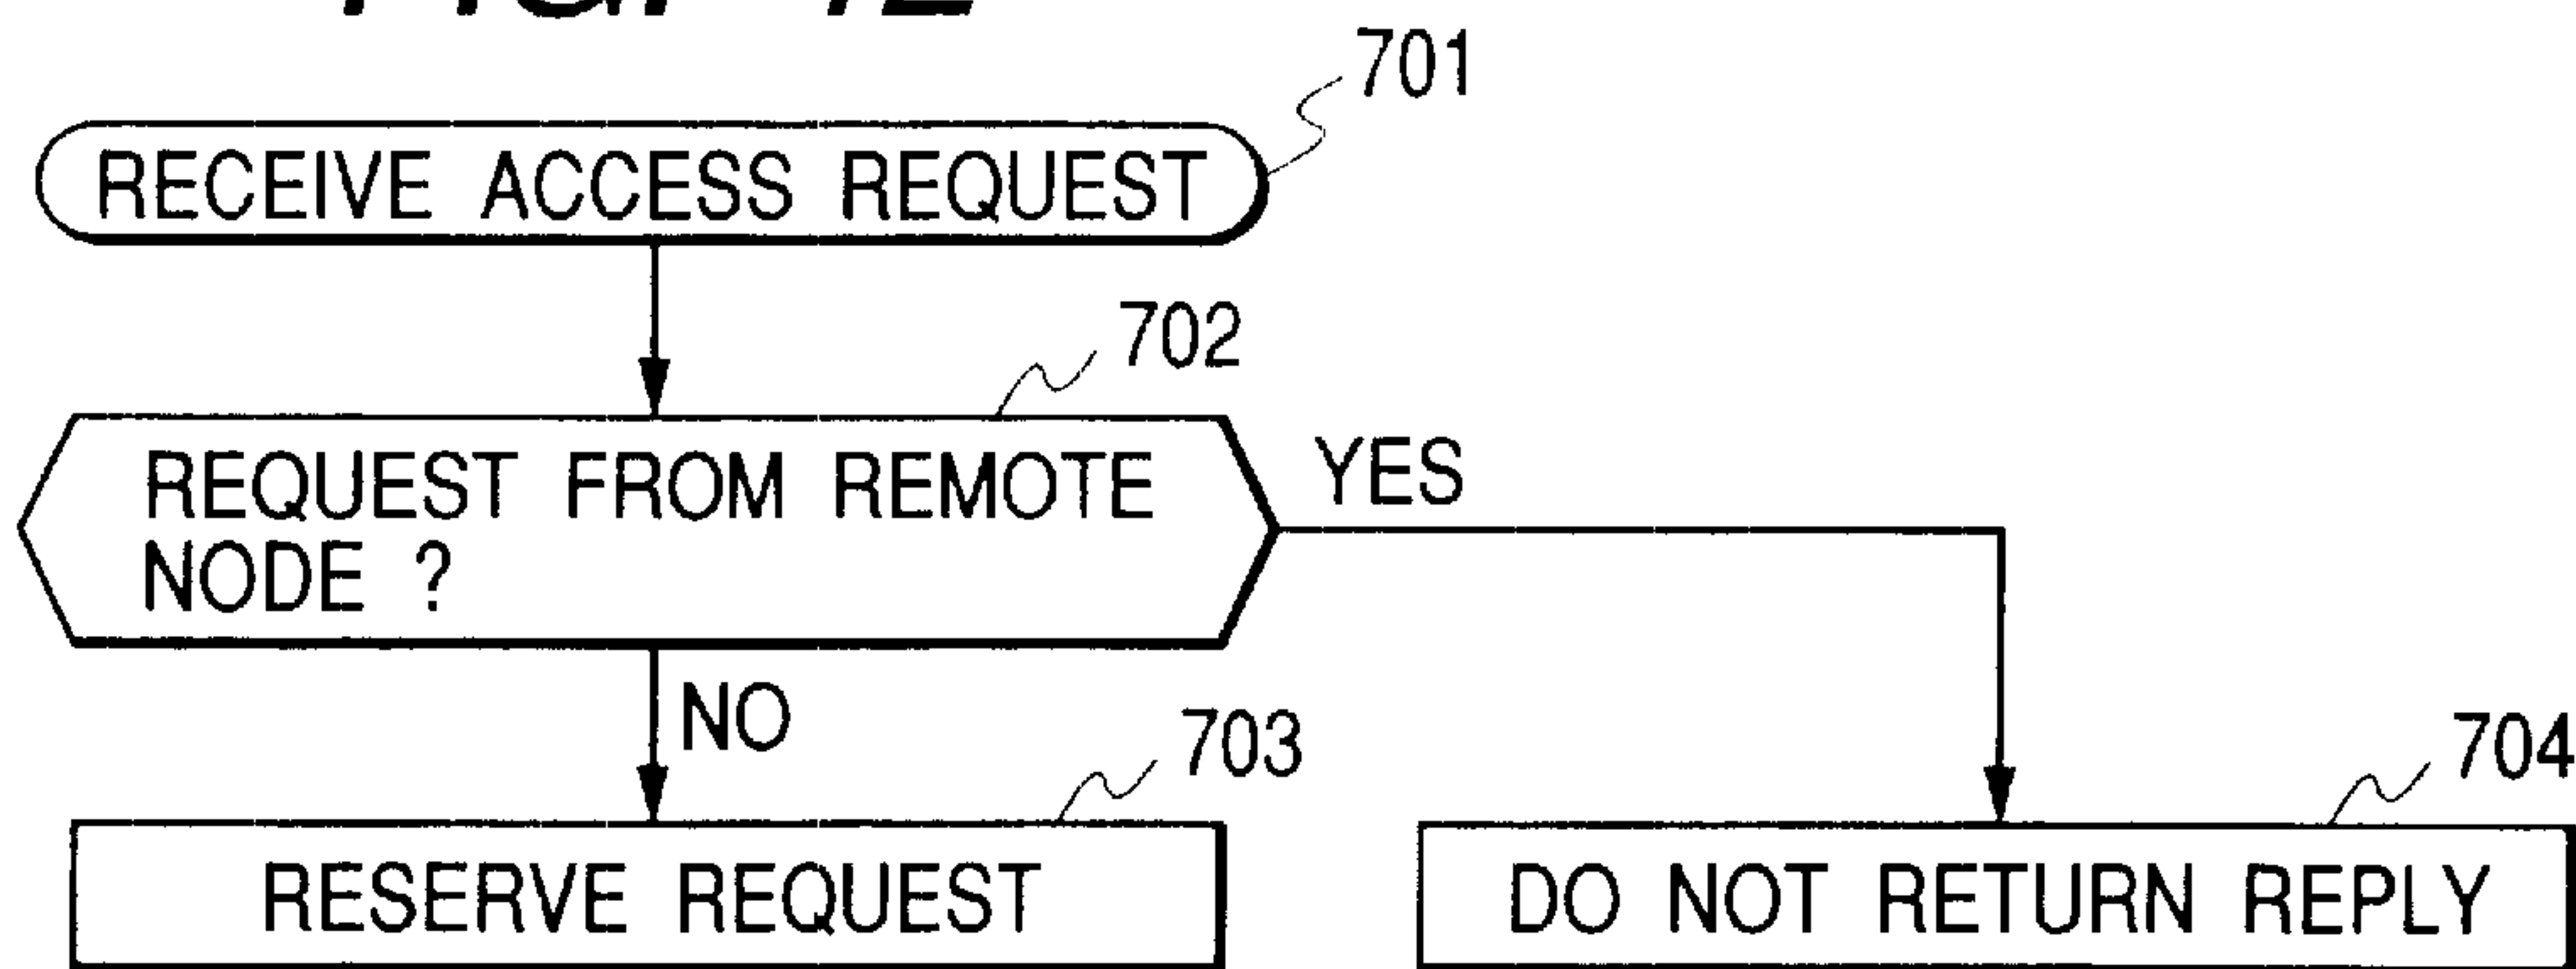 701
RECEIVE ACCESS REQUEST
702
REQUEST FROM REMOTE
NODE ?
YES
NO
703
704
RESERVE REQUEST
DO NOT RETURN REPLY